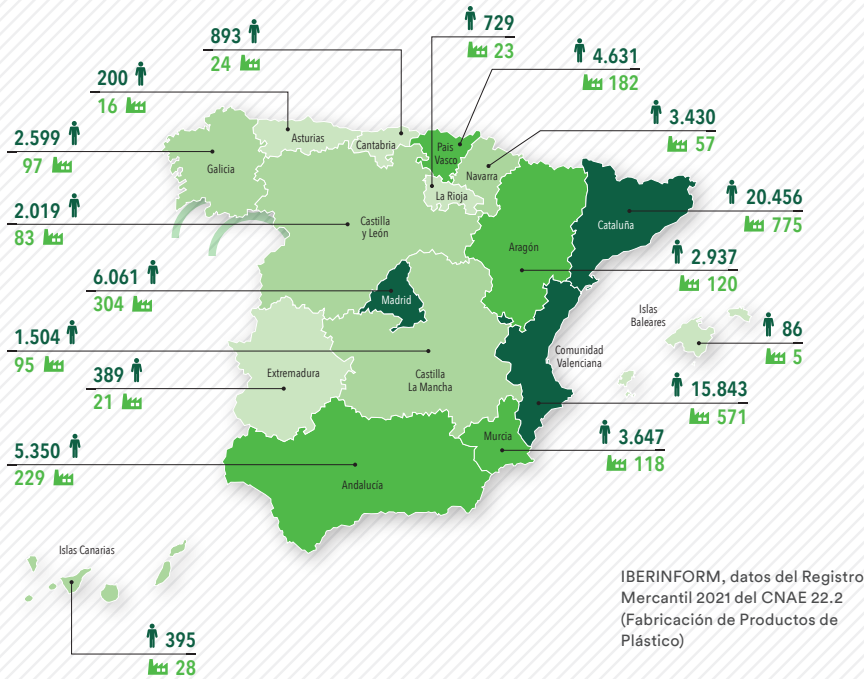 729
23
893
24
4.631
182
200
16
3.430
57
2.599
97
Asturias
Cantabria
País
Vasco
Navarra
Galicia
La Rioja
20.456
775
2.019
83
Castilla
y León
Cataluña
Aragón
2.937
120
6.061
304
Madrid
Islas
Baleares
86
5
1.504
95
Comunidad
Valenciana
Extremadura
Castilla
La Mancha
389
21
15.843
571
Murcia
3.647
118
5.350
229
Andalucía
Islas Canarias
395
28
IBERINFORM, datos del Registro
Mercantil 2021 del CNAE 22.2
(Fabricación de Productos de
Plástico)